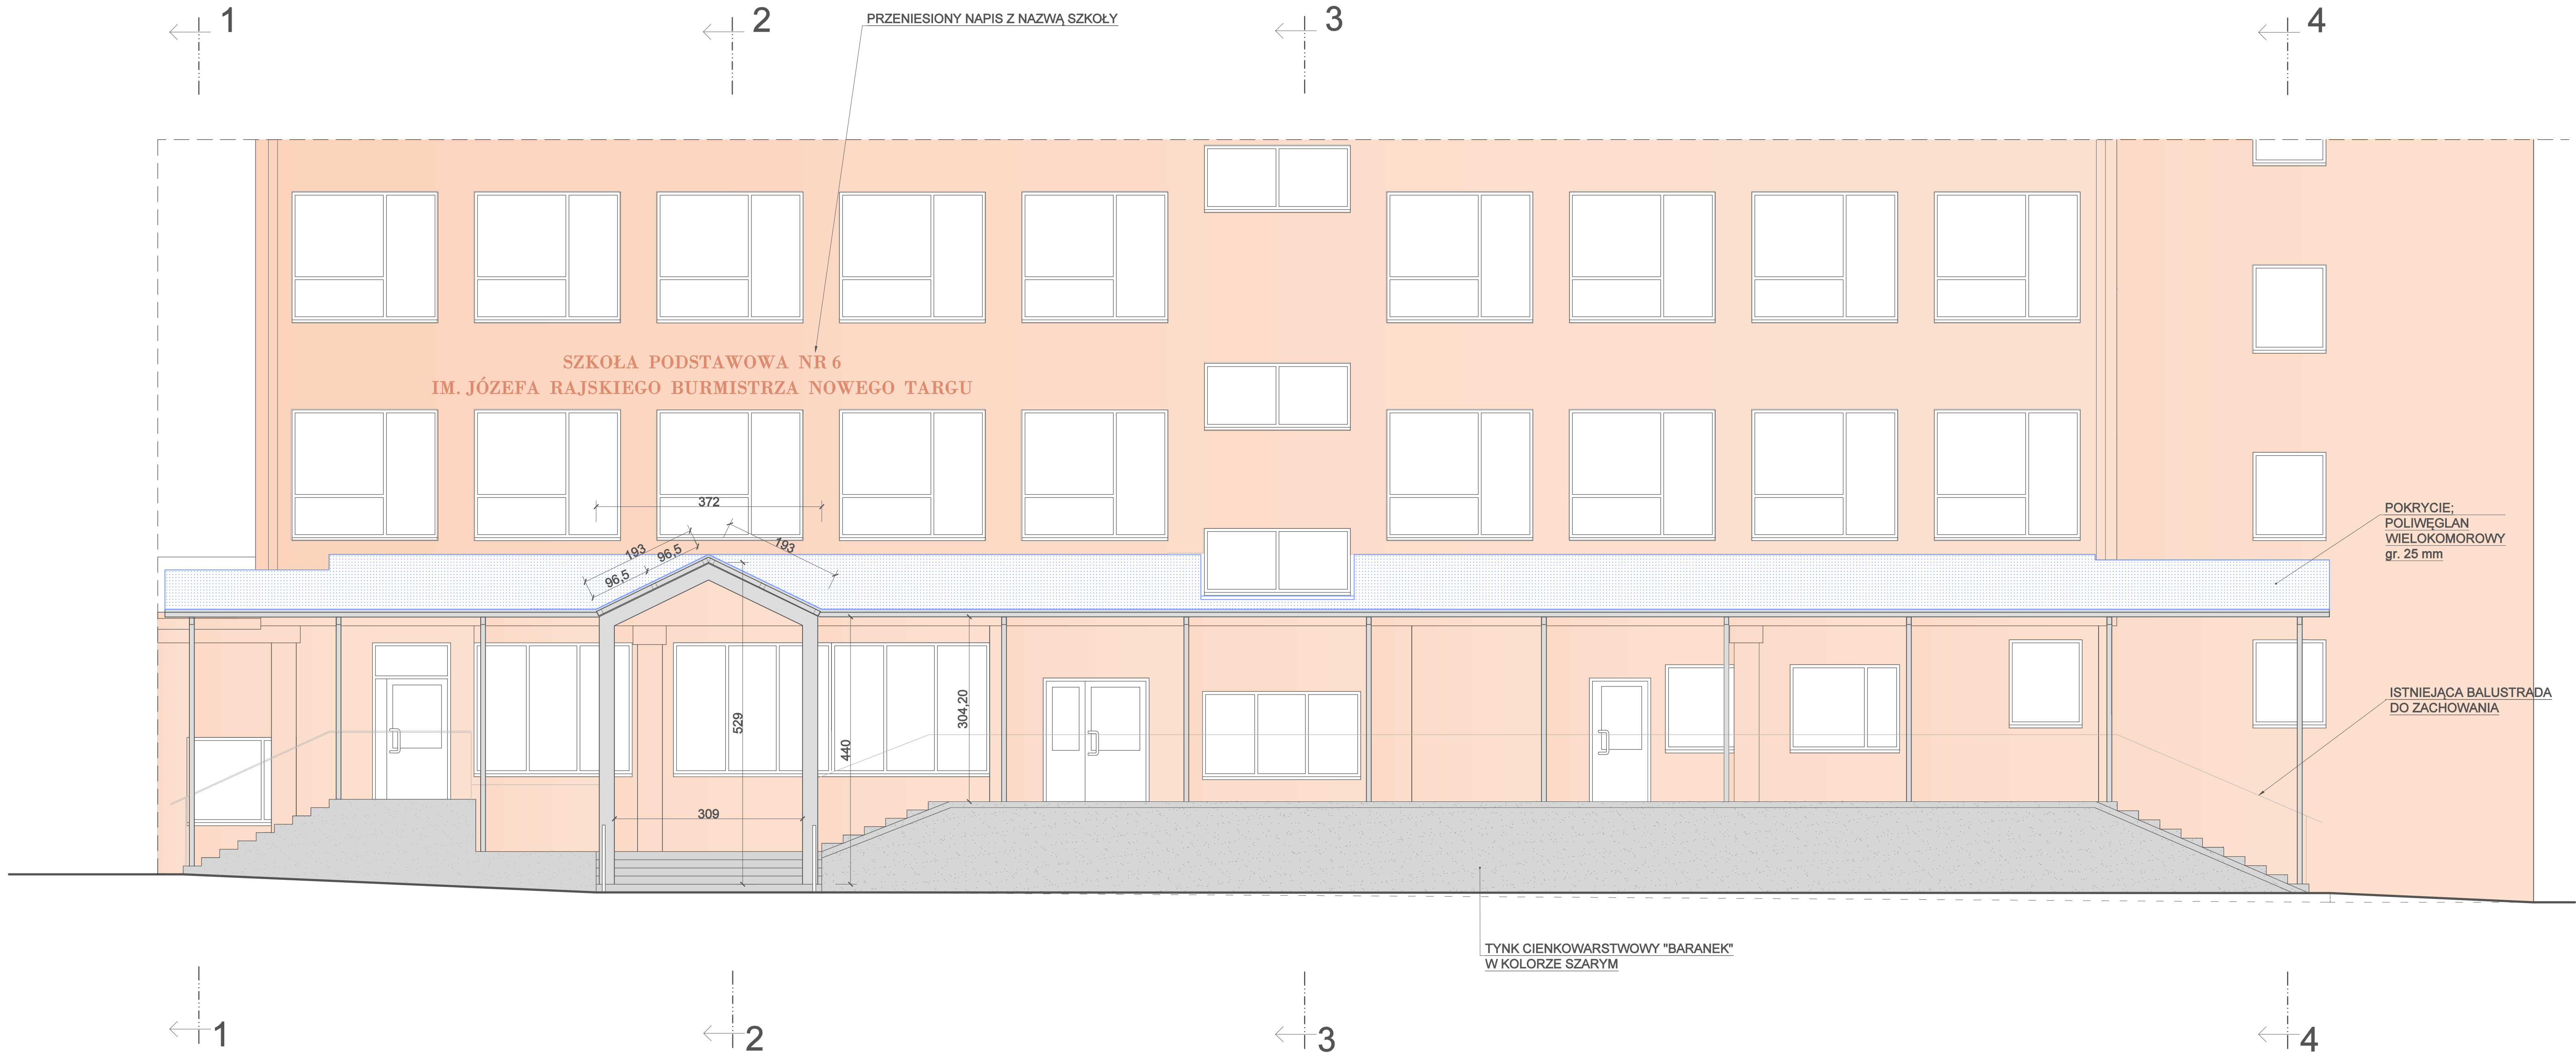 1
2
PRZENIESIONY NAPIS Z NAZWĄ SZKOŁY
3
4
SZKOŁA PODSTAWOWA NR 6
IM. JÓZEFA RAJSKIEGO BURMISTRZA NOWEGO TARGU
372
193
96,5
96,5
193
POKRYCIE;
POLIWĘGLAN
WIELOKOMOROWY
gr. 25 mm
529
440
304,20
309
ISTNIEJĄCA BALUSTRADA
DO ZACHOWANIA
TYNK CIENKOWARSTWOWY "BARANEK"
W KOLORZE SZARYM
1
2
3
4